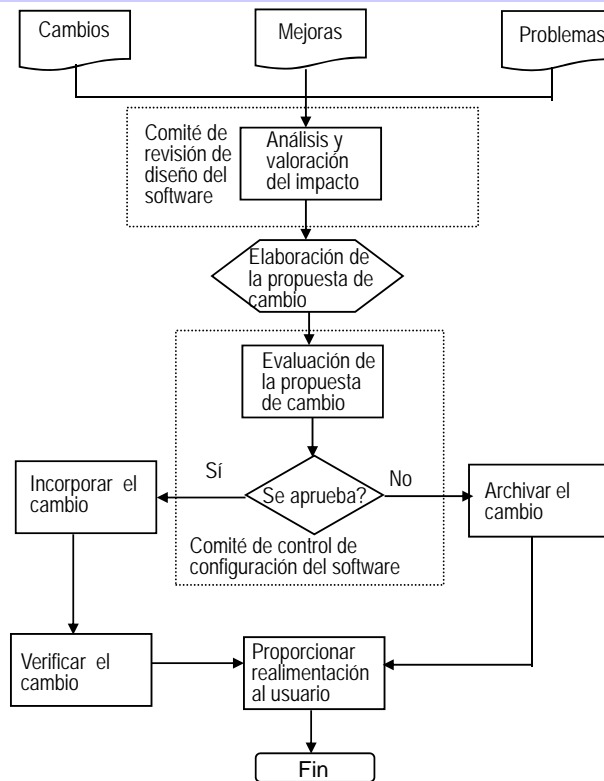 Cambios
Mejoras
Problemas
Comité de
revisión de
diseño del
software
Análisis y
valoración
del impacto
Elaboración de
la propuesta de
cambio
Evaluación de
la propuesta
de cambio
Sí
Se aprueba?
No
Incorporar el
cambio
Archivar el
cambio
Comité de control de
configuración del software
Verificar el
cambio
Proporcionar
realimentación
al usuario
Fin